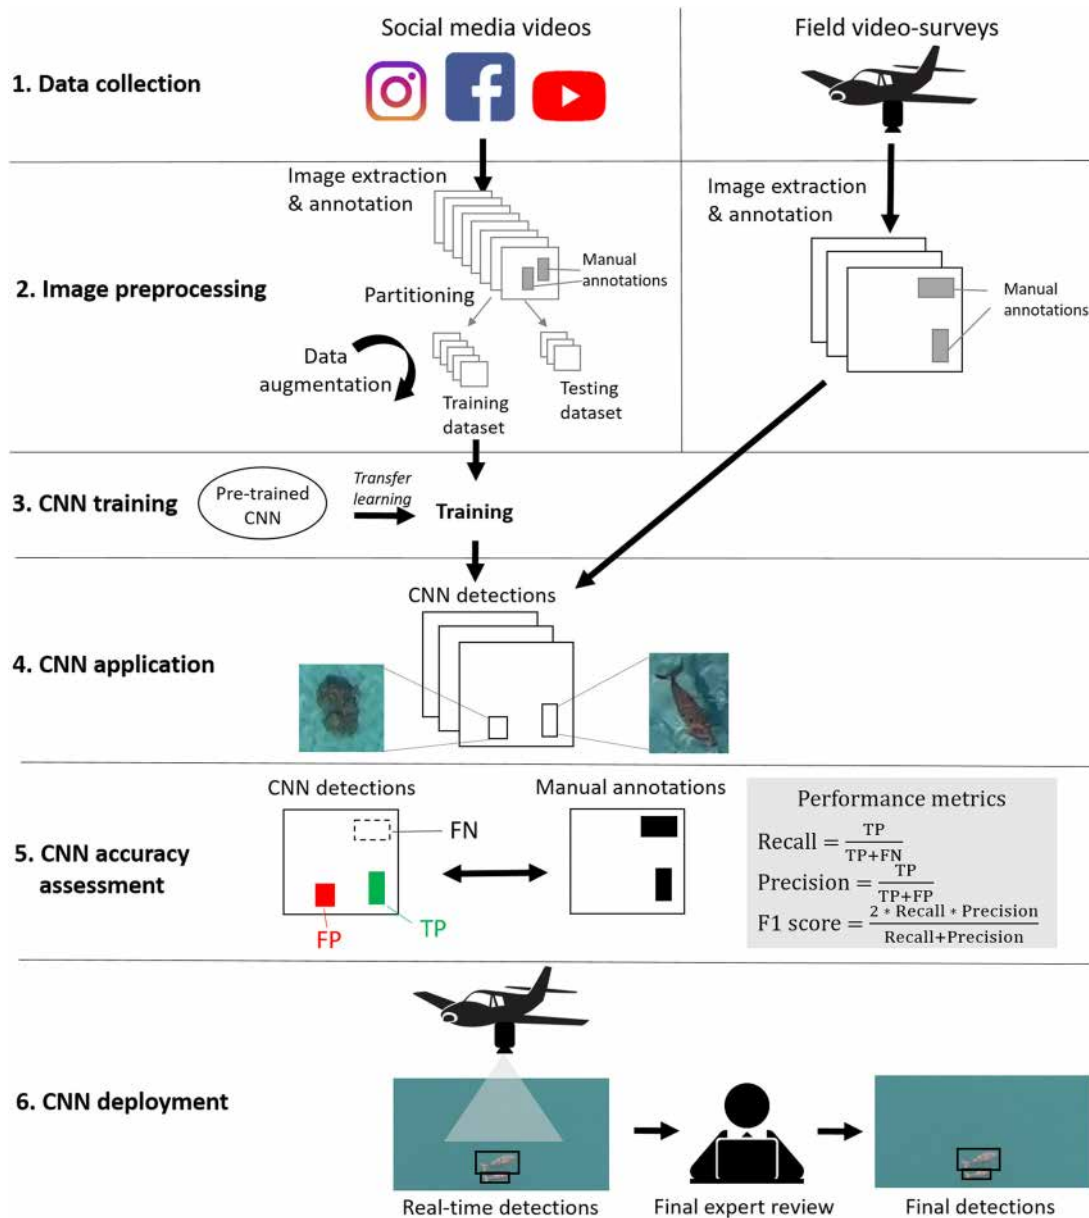 Social media videos
Field video-surveys
1. Data collection
Image extraction
& annotation
Image extraction
& annotation
Manual
annotations
2. Image preprocessing
Partitioning
Manual
annotations
Data
augmentation
Training
dataset
Testing
dataset
3. CNN training
Pre-trained
CNN
Transfer
learning
Training
CNN detections
4. CNN application
CNN detections
Manual annotations
Performance metrics
FN
Recall = TP / TP+FN
5. CNN accuracy
assessment
Precision = TP / TP+FP
FP
TP
F1 score = 2 * Recall * Precision / Recall+Precision
6. CNN deployment
Real-time detections
Final expert review
Final detections